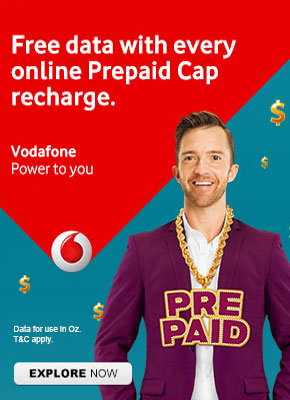 Free data with every
online Prepaid Cap
recharge.
Vodafone
Power to you
PRE
PAID
Data for use in Oz.
T&C apply.
EXPLORE NOW